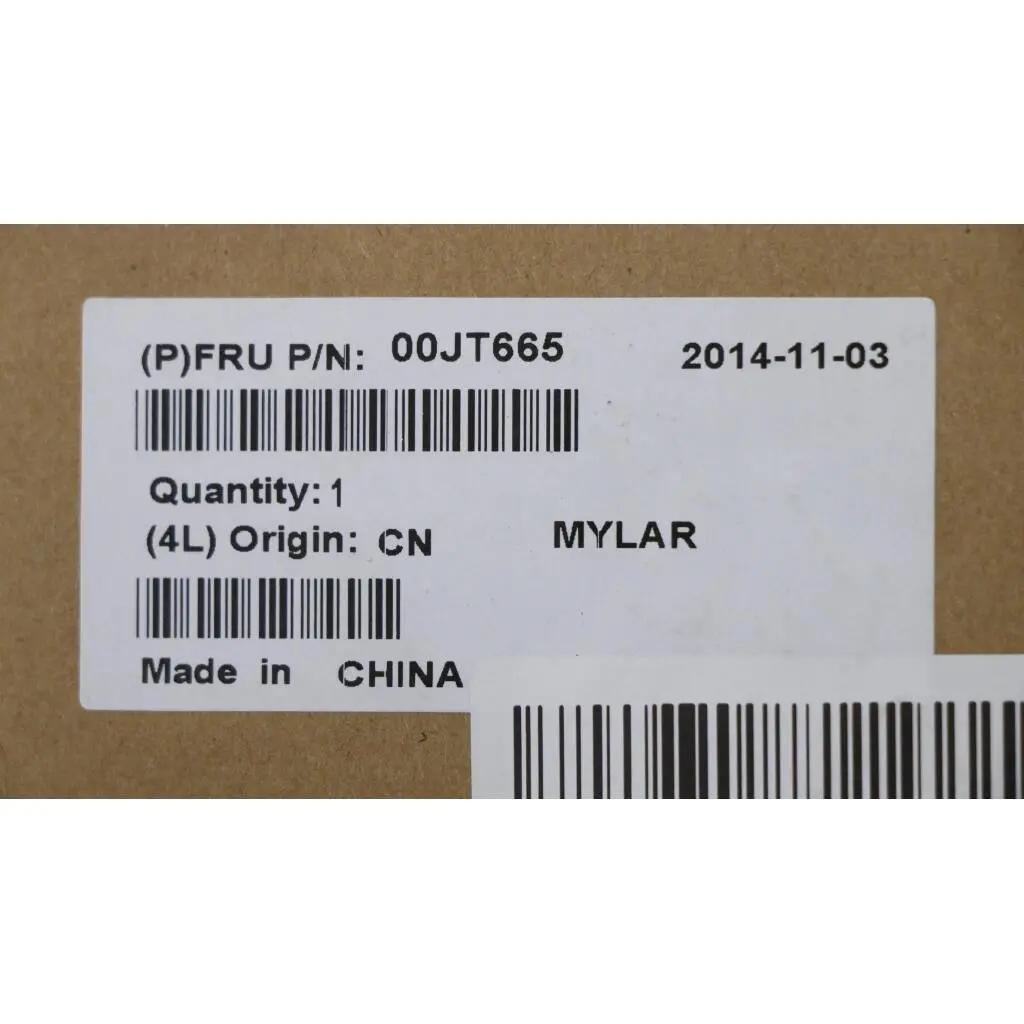 (P)FRU P/N: 00JT665 2014-11-03
Quantity: 1
(4L) Origin: CN MYLAR
Made in CHINA